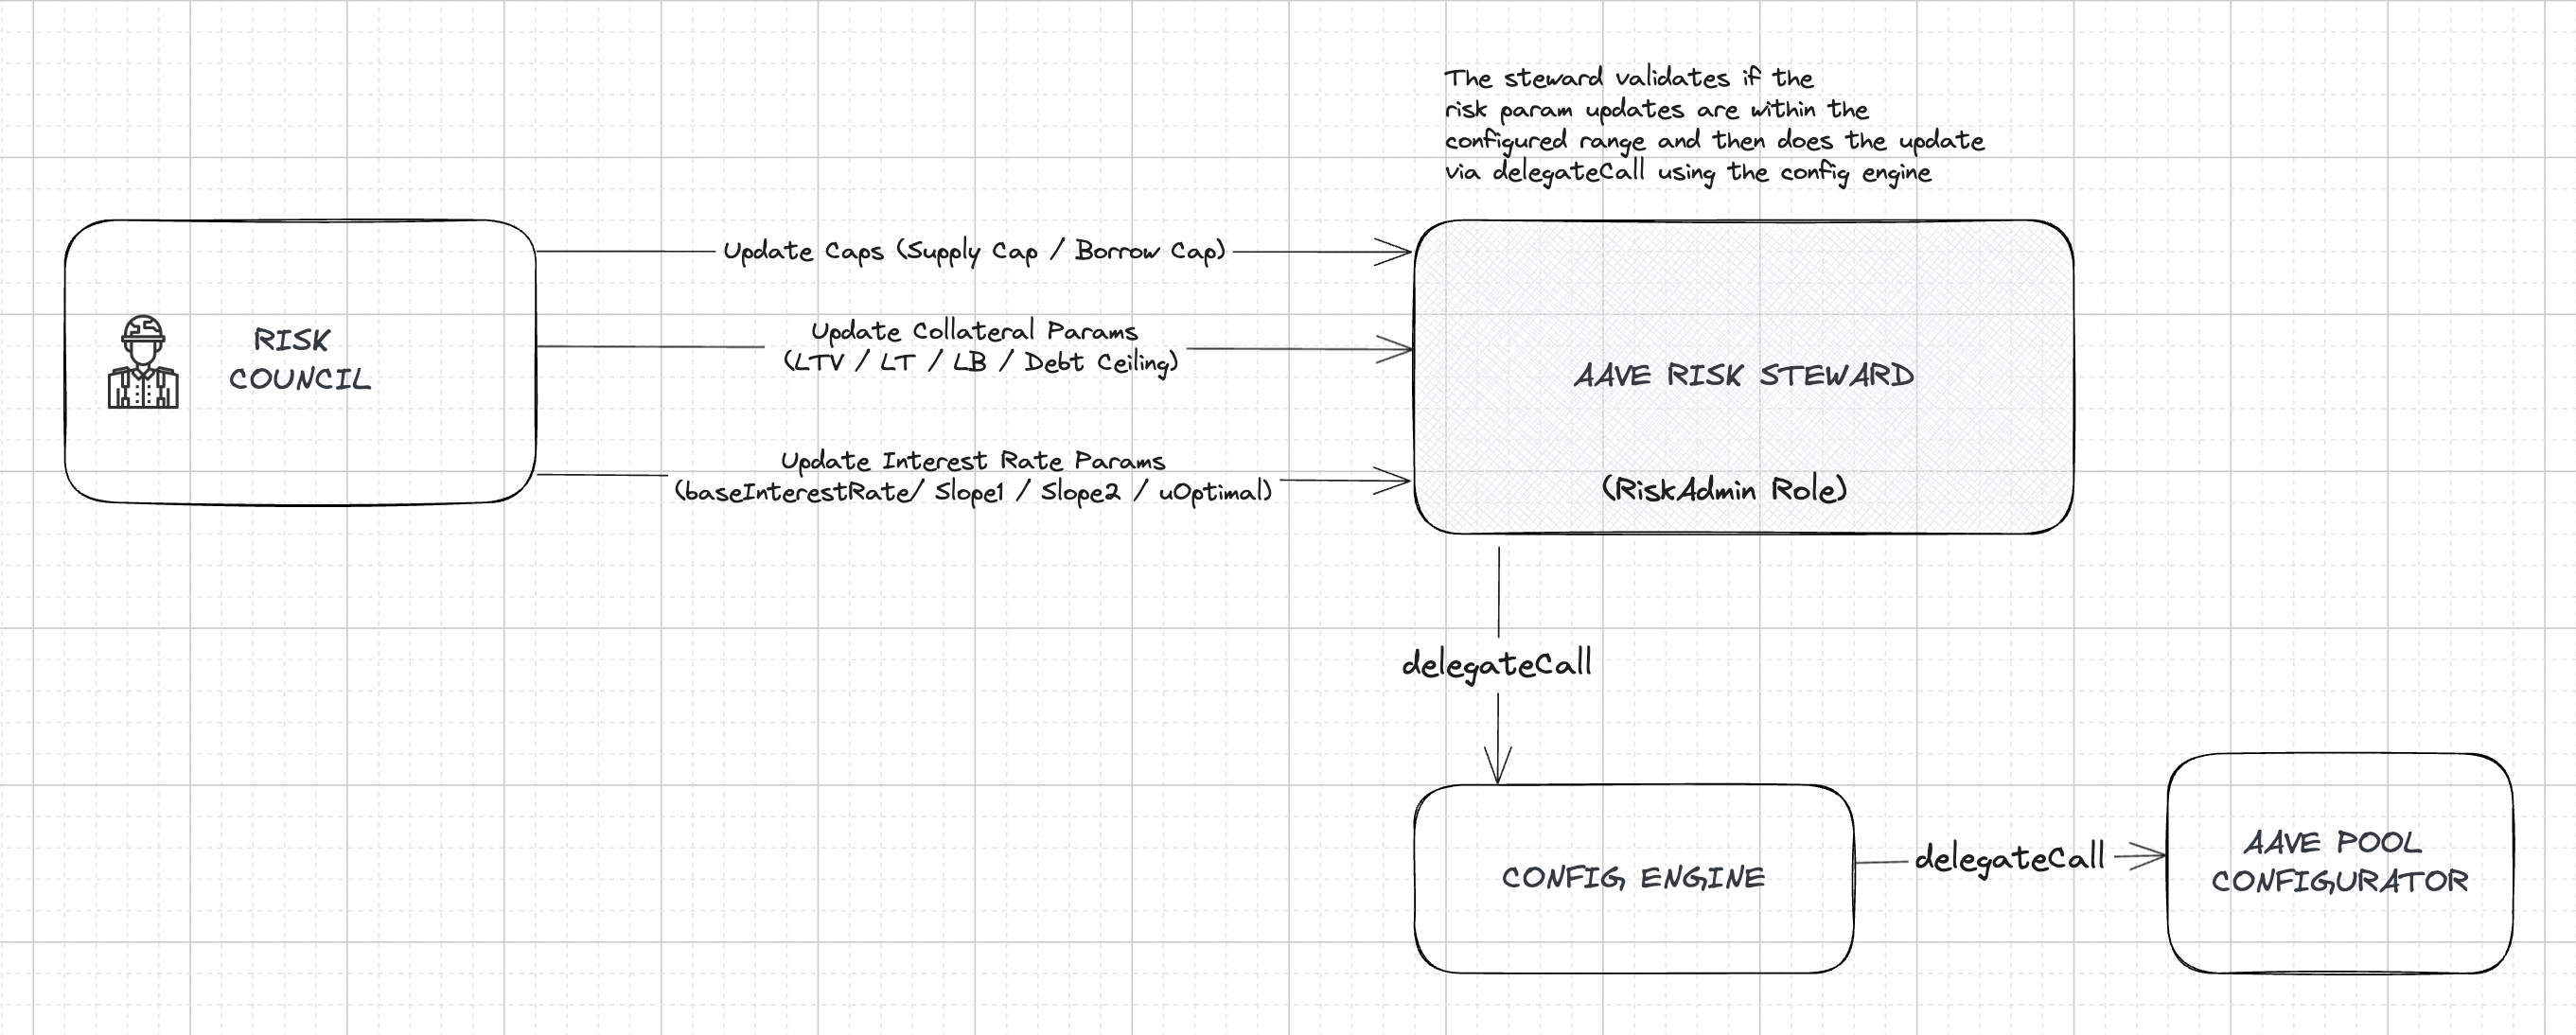 The steward validates if the
risk param updates are within the
configured range and then does the update
via delegateCall using the config engine
RISK
COUNCIL
Update Caps (Supply Cap / Borrow Cap)
Update Collateral Params
(LTV / LT / LB / Debt Ceiling)
Update Interest Rate Params
(baseInterestRate/ Slope1 / Slope2 / uOptimal)
AAVE RISK STEWARD
(RiskAdmin Role)
delegateCall
CONFIG ENGINE
delegateCall
AAVE POOL
CONFIGURATOR